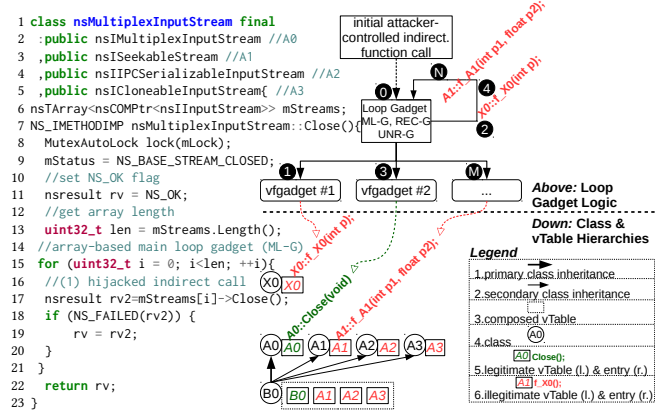 1 class nsMultiplexInputStream final
2 :public nsIMultiplexInputStream //A0
3 ,public nsISeekableStream //A1
4 ,public nsIIPCSerializableInputStream //A2
5 ,public nsICloneableStream{ //A3
6 nsTArray<nsCOMPtr<nsIInputStream>> mStreams;
7 NS_IMETHODIMP nsMultiplexInputStream::Close(){
8 MutexAutoLock lock(mLock);
9 mStatus = NS_BASE_STREAM_CLOSED;
10 //set NS_OK flag
11 nsresult rv = NS_OK;
12 //get array length
13 uint32_t len = mStreams.Length();
14 //array-based main loop gadget (ML-G)
15 for (uint32_t i = 0; i<len; ++i){
16 //(1) hijacked indirect call
17 nsresult rv2=mStreams[i]->Close();
18 if (NS_FAILED(rv2)) {
19 rv = rv2;
20 }
21 }
22 return rv;
23 }
initial attacker-
controlled indirect.
function call
A1::f_A1(int p1, float p2);
X0::f_X0(int p);
N
4
2
0
Loop Gadget
ML-G, REC-G
UNR-G
1
3
M
vfgadget #1
vfgadget #2
...
Above: Loop
Gadget Logic
Down: Class &
vTable Hierarchies
X0::f_X0(int p);
A0::Close(void)
A1::f_A1(int p1, float p2);
X0 X0
A0 A0 A1 A1 A2 A2 A3 A3
B0 B0 A1 A2 A3
Legend
1.primary class inheritance
2.secondary class inheritance
3.composed vTable
A0
4.class
A0 Close();
5.legitimate vTable (l.) & entry (r.)
A1 f_X0();
6.illegitimate vTable (l.) & entry (r.)